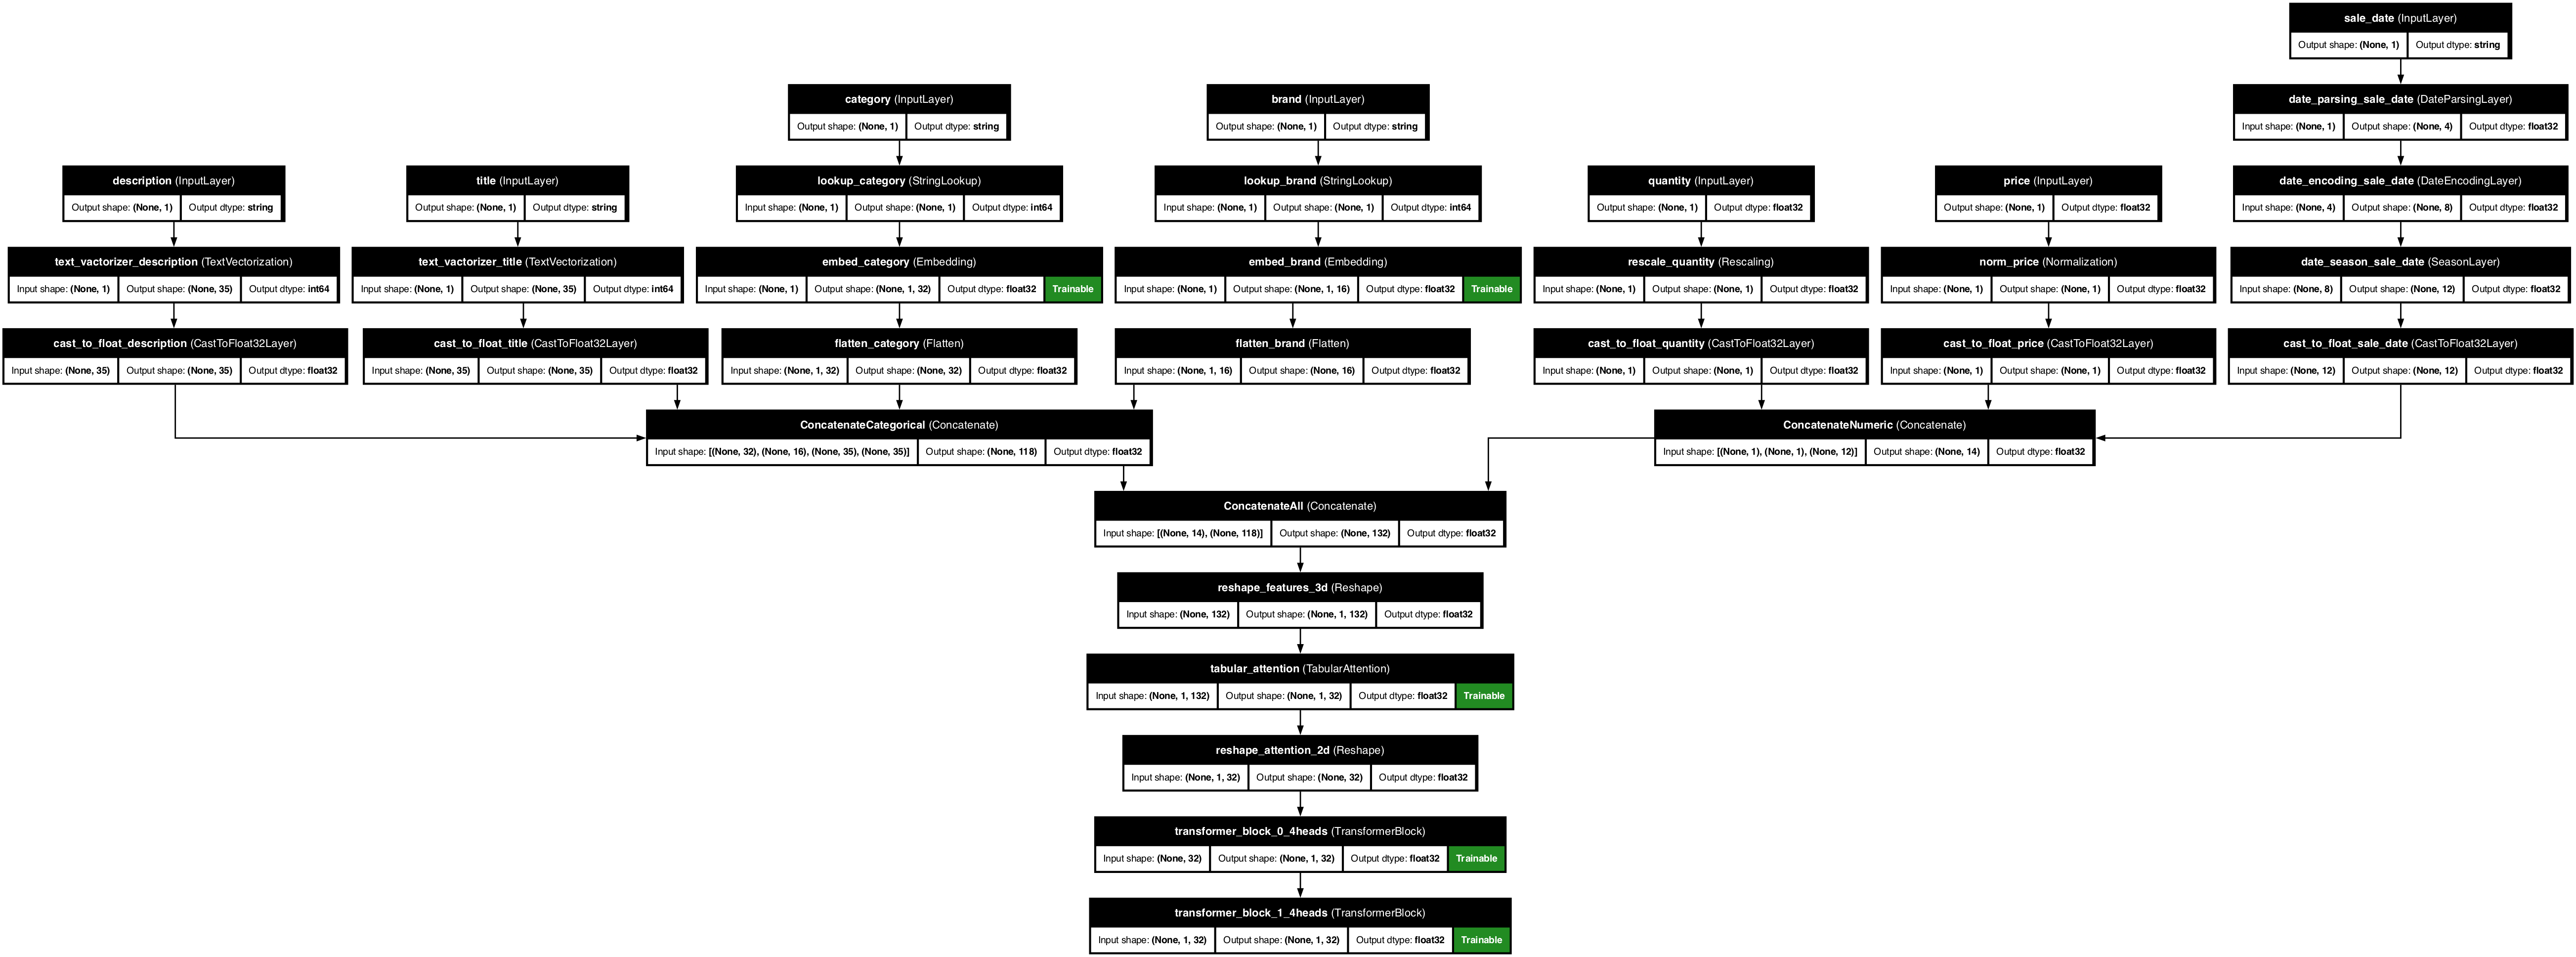 sale_date (InputLayer)
Output shape: (None, 1) Output dtype: string
category (InputLayer)
Output shape: (None, 1) Output dtype: string
brand (InputLayer)
Output shape: (None, 1) Output dtype: string
date_parsing_sale_date (DateParsingLayer)
Input shape: (None, 1) Output shape: (None, 4) Output dtype: float32
description (InputLayer)
Output shape: (None, 1) Output dtype: string
title (InputLayer)
Output shape: (None, 1) Output dtype: string
lookup_category (StringLookup)
Input shape: (None, 1) Output shape: (None, 1) Output dtype: int64
lookup_brand (StringLookup)
Input shape: (None, 1) Output shape: (None, 1) Output dtype: int64
quantity (InputLayer)
Output shape: (None, 1) Output dtype: float32
price (InputLayer)
Output shape: (None, 1) Output dtype: float32
date_encoding_sale_date (DateEncodingLayer)
Input shape: (None, 4) Output shape: (None, 8) Output dtype: float32
text_vactorizer_description (TextVectorization)
Input shape: (None, 1) Output shape: (None, 35) Output dtype: int64
text_vactorizer_title (TextVectorization)
Input shape: (None, 1) Output shape: (None, 35) Output dtype: int64
embed_category (Embedding)
Input shape: (None, 1) Output shape: (None, 1, 32) Output dtype: float32 Trainable
embed_brand (Embedding)
Input shape: (None, 1) Output shape: (None, 1, 16) Output dtype: float32 Trainable
rescale_quantity (Rescaling)
Input shape: (None, 1) Output shape: (None, 1) Output dtype: float32
norm_price (Normalization)
Input shape: (None, 1) Output shape: (None, 1) Output dtype: float32
date_season_sale_date (SeasonLayer)
Input shape: (None, 8) Output shape: (None, 12) Output dtype: float32
cast_to_float_description (CastToFloat32Layer)
Input shape: (None, 35) Output shape: (None, 35) Output dtype: float32
cast_to_float_title (CastToFloat32Layer)
Input shape: (None, 35) Output shape: (None, 35) Output dtype: float32
flatten_category (Flatten)
Input shape: (None, 1, 32) Output shape: (None, 32) Output dtype: float32
flatten_brand (Flatten)
Input shape: (None, 1, 16) Output shape: (None, 16) Output dtype: float32
cast_to_float_quantity (CastToFloat32Layer)
Input shape: (None, 1) Output shape: (None, 1) Output dtype: float32
cast_to_float_price (CastToFloat32Layer)
Input shape: (None, 1) Output shape: (None, 1) Output dtype: float32
cast_to_float_sale_date (CastToFloat32Layer)
Input shape: (None, 12) Output shape: (None, 12) Output dtype: float32
ConcatenateCategorical (Concatenate)
Input shape: [(None, 32), (None, 16), (None, 35), (None, 35)] Output shape: (None, 118) Output dtype: float32
ConcatenateNumeric (Concatenate)
Input shape: [(None, 1), (None, 1), (None, 12)] Output shape: (None, 14) Output dtype: float32
ConcatenateAll (Concatenate)
Input shape: [(None, 14), (None, 118)] Output shape: (None, 132) Output dtype: float32
reshape_features_3d (Reshape)
Input shape: (None, 132) Output shape: (None, 1, 132) Output dtype: float32
tabular_attention (TabularAttention)
Input shape: (None, 1, 132) Output shape: (None, 1, 32) Output dtype: float32 Trainable
reshape_attention_2d (Reshape)
Input shape: (None, 1, 32) Output shape: (None, 32) Output dtype: float32
transformer_block_0_4heads (TransformerBlock)
Input shape: (None, 32) Output shape: (None, 1, 32) Output dtype: float32 Trainable
transformer_block_1_4heads (TransformerBlock)
Input shape: (None, 1, 32) Output shape: (None, 1, 32) Output dtype: float32 Trainable